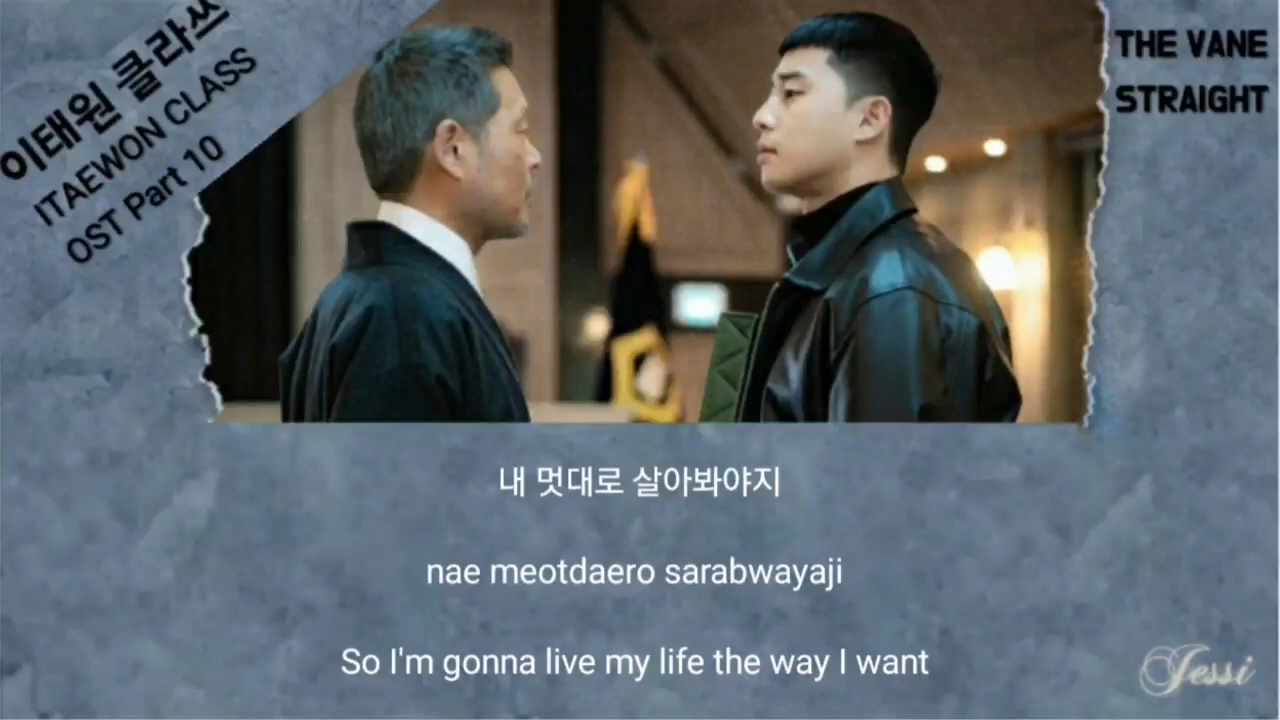 이태원 클라쓰
ITAEWON CLASS
OST Part 10
THE VANE
STRAIGHT
내 멋대로 살아봐야지
nae meotdaero sarabwayaji
So I'm gonna live my life the way I want
Jessi